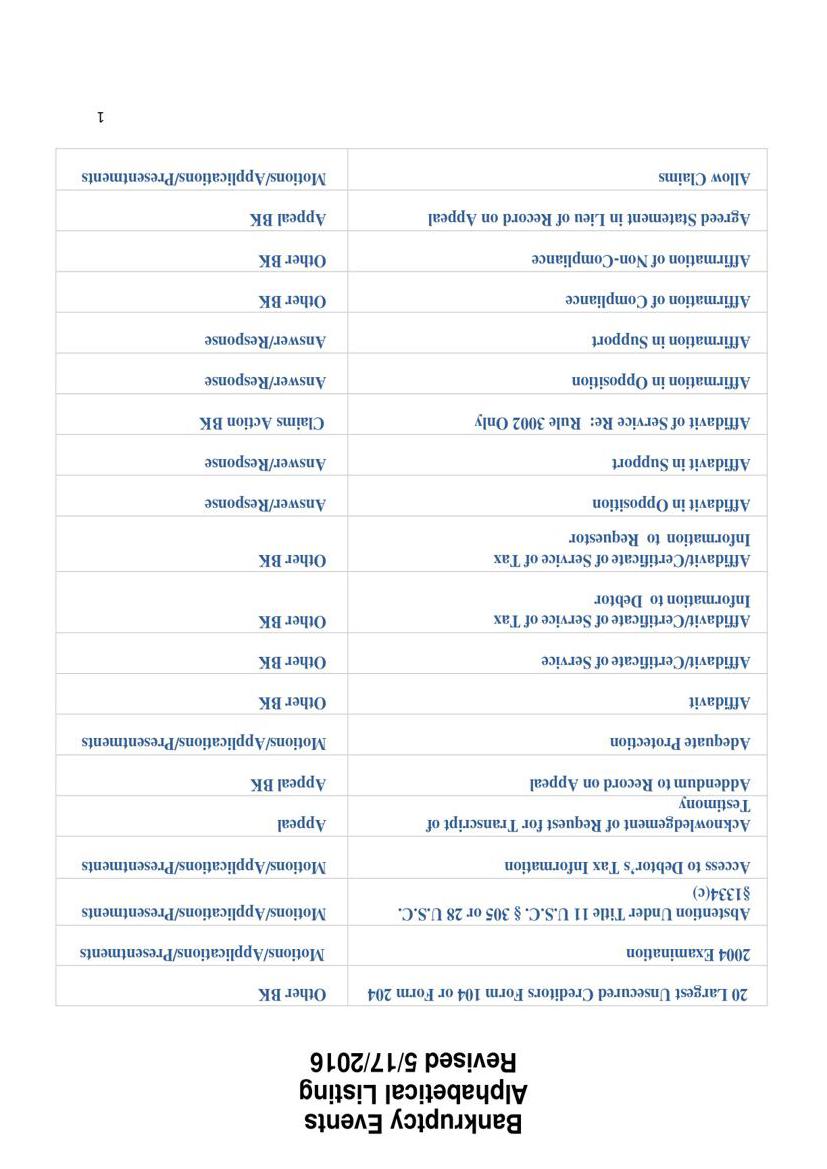 Bankruptcy Events
Alphabetical Listing
Revised 5/17/2016
20 Largest Unsecured Creditors Form 104 or Form 204 Other BK
2004 Examination Motions/Applications/Presentments
Abstention Under Title 11 U.S.C. § 305 or 28 U.S.C. Motions/Applications/Presentments
§1334(c)
Access to Debtor’s Tax Information Motions/Applications/Presentments
Acknowledgement of Request for Transcript of Appeal
Testimony
Addendum to Record on Appeal Appeal BK
Adequate Protection Motions/Applications/Presentments
Affidavit Other BK
Affidavit/Certificate of Service Other BK
Affidavit/Certificate of Service of Tax Other BK
Information to Debtor
Affidavit/Certificate of Service of Tax Other BK
Information to Requestor
Affidavit in Opposition Answer/Response
Affidavit in Support Answer/Response
Affidavit of Service Re: Rule 3002 Only Claims Action BK
Affirmation in Opposition Answer/Response
Affirmation in Support Answer/Response
Affirmation of Compliance Other BK
Affirmation of Non-Compliance Other BK
Agreed Statement in Lieu of Record on Appeal Appeal BK
Allow Claims Motions/Applications/Presentments
1